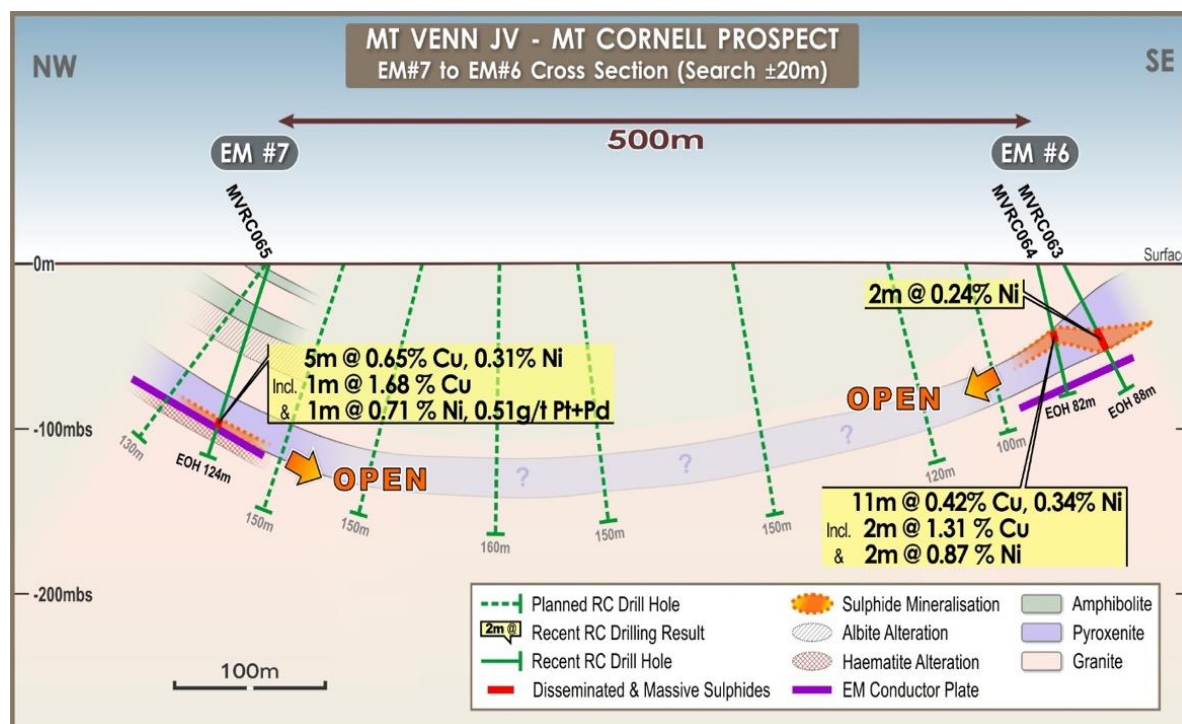 MT VENN JV - MT CORNELL PROSPECT
EM#7 to EM#6 Cross Section (Search ±20m)
NW
SE
500m
EM #7
EM #6
MVRC065
MVRC064
MVRC063
0m
Surface
2m @ 0.24% Ni
5m @ 0.65% Cu, 0.31% Ni
Incl. 1m @ 1.68 % Cu
& 1m @ 0.71 % Ni, 0.51g/t Pt+Pd
OPEN
OPEN
-100mbs
130m
EOH 124m
150m
150m
160m
150m
150m
120m
100m
EOH 82m
EOH 88m
?
?
?
11m @ 0.42% Cu, 0.34% Ni
Incl. 2m @ 1.31 % Cu
& 2m @ 0.87 % Ni
-200mbs
100m
Planned RC Drill Hole
2m @
Recent RC Drilling Result
Recent RC Drill Hole
Disseminated & Massive Sulphides
Sulphide Mineralisation
Albite Alteration
Haematite Alteration
EM Conductor Plate
Amphibolite
Pyroxenite
Granite